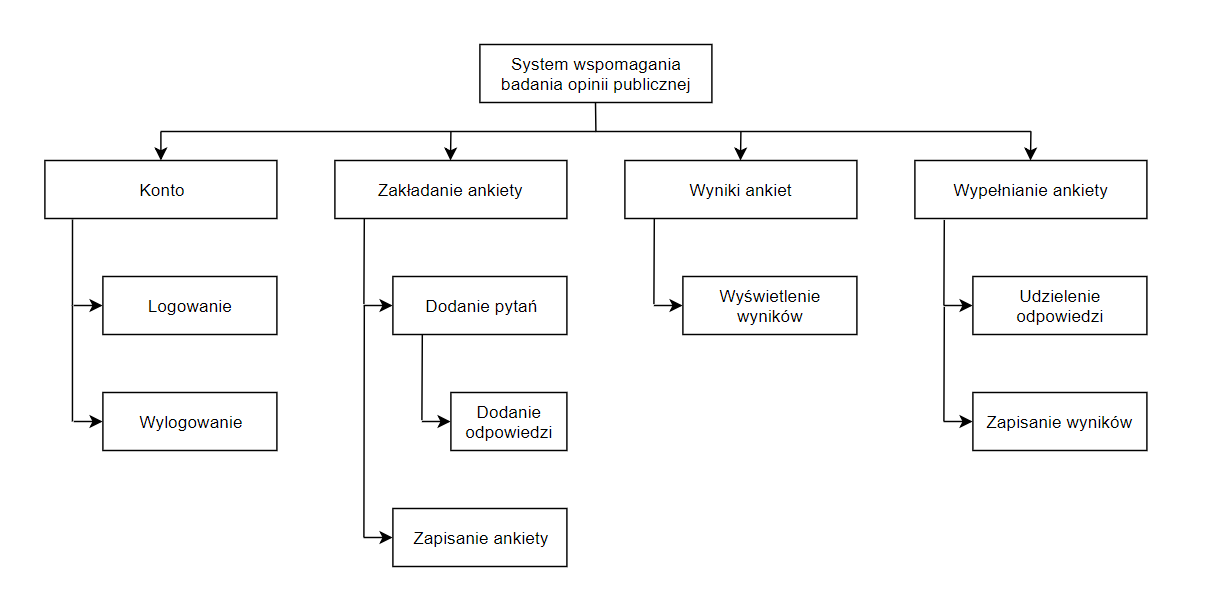 System wspomagania
badania opinii publicznej
Konto
Zakładanie ankiety
Wyniki ankiet
Wypełnianie ankiety
Logowanie
Dodanie pytań
Wyświetlenie
wyników
Udzielenie
odpowiedzi
Wylogowanie
Dodanie
odpowiedzi
Zapisanie wyników
Zapisanie ankiety